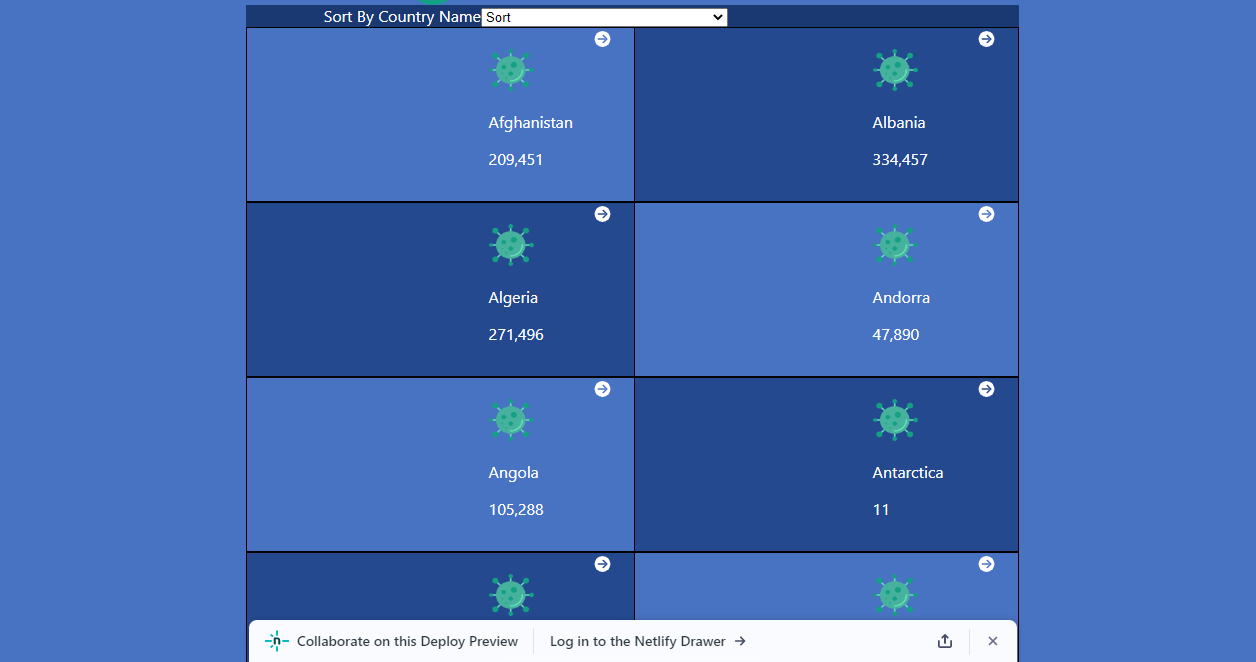 Sort By Country Name Sort
Afghanistan
209,451
Albania
334,457
Algeria
271,496
Andorra
47,890
Angola
105,288
Antarctica
11
Collaborate on this Deploy Preview
Log in to the Netlify Drawer →